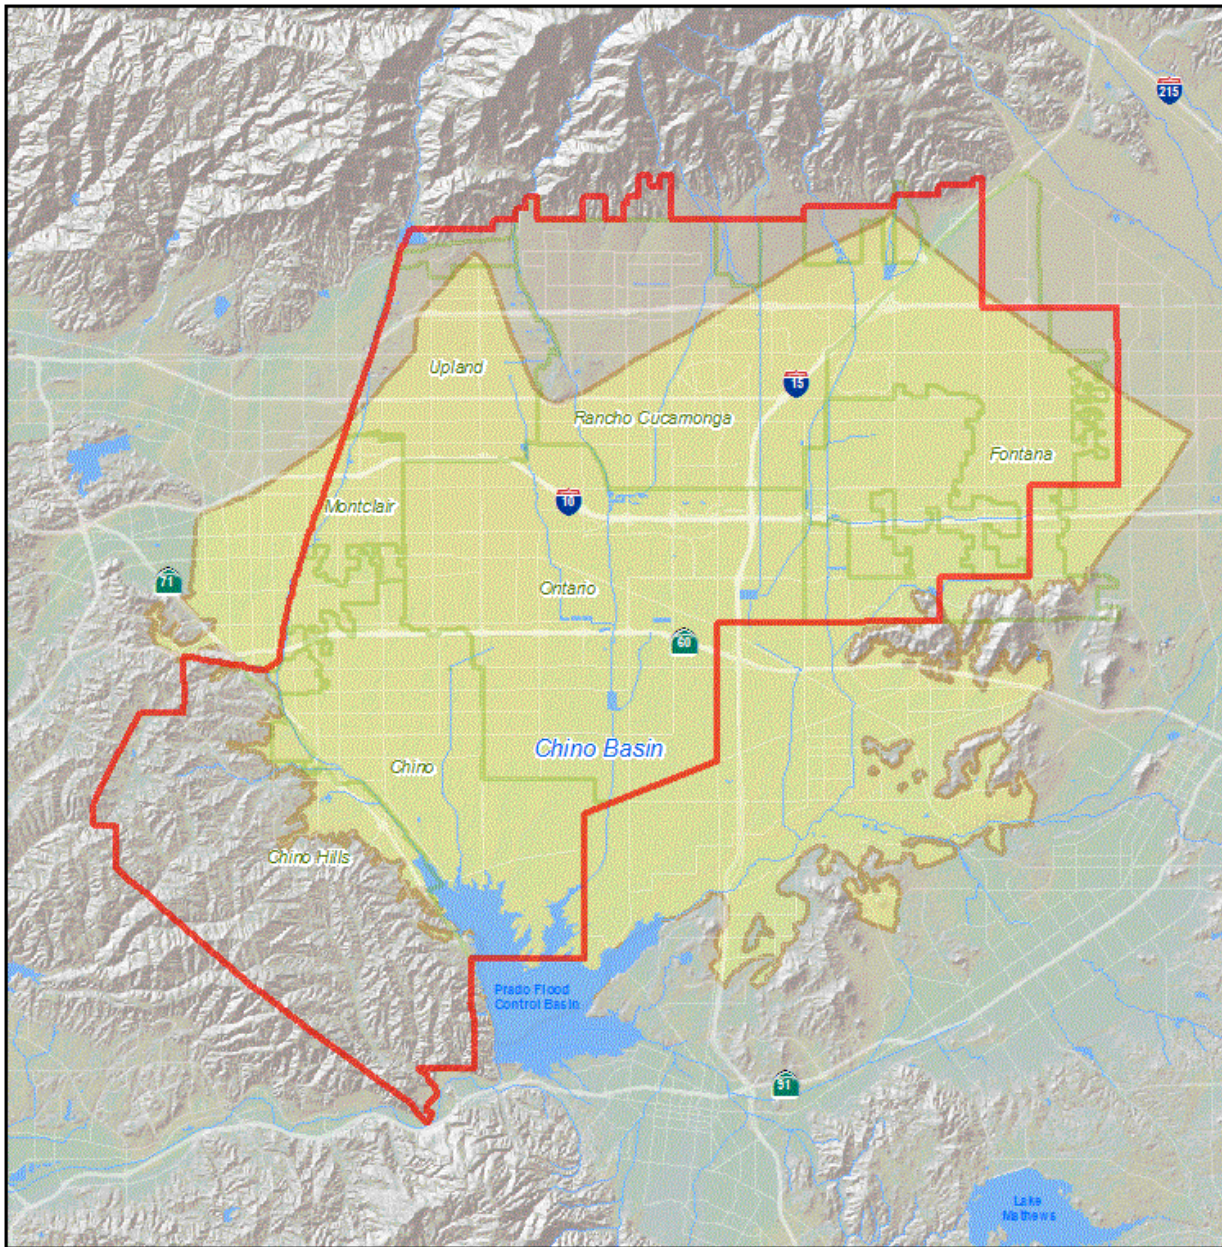 215
Upland
15
Rancho Cucamonga
Fontana
10
Montclair
71
Ontario
60
Chino Basin
Chino
Chino Hills
Prado Flood
Control Basin
91
Lake
Mathews